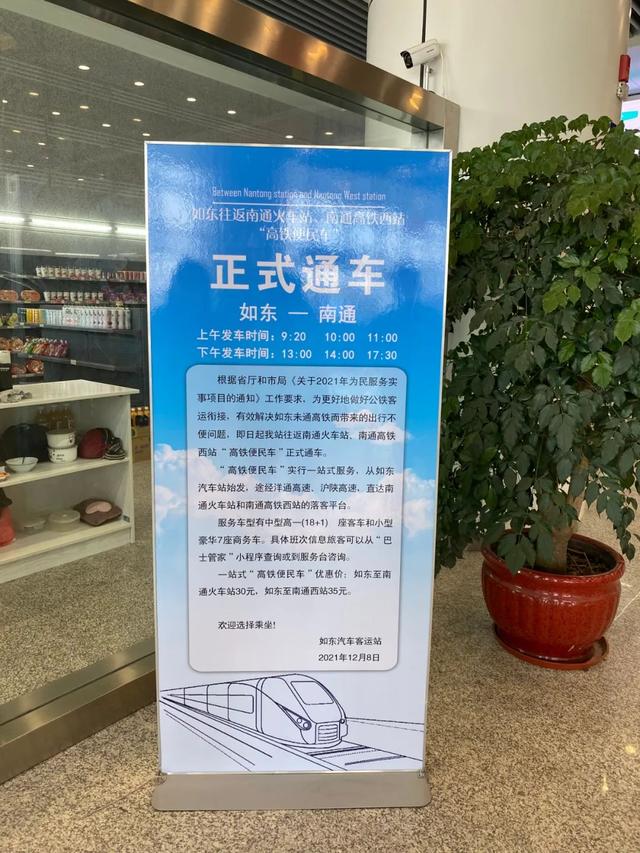 Between Nantong station and Nantong West station
如东往返南通火车站、南通高铁西站
“高铁便民车”
正式通车
如东 — 南通
上午发车时间：9:20 10:00 11:00
下午发车时间：13:00 14:00 17:30
根据省厅和市局《关于2021年为民服务实
事项目的通知》工作要求，为更好地做好公铁客
运衔接，有效解决如东未通高铁而带来的出行不
便问题，即日起我站往返南通火车站、南通高铁
西站“高铁便民车”正式通车。
“高铁便民车”实行一站式服务，从如东
汽车站始发，途经洋通高速、沪陕高速，直达南
通火车站和南通高铁西站的落客平台。
服务车型有中型高一(18+1) 座客车和小型
豪华7座商务车。具体班次信息旅客可以从“巴
士管家”小程序查询或到服务台咨询。
一站式“高铁便民车”优惠价：如东至南
通火车站30元，如东至南通西站35元。
欢迎选择乘坐!
如东汽车客运站
2021年12月8日